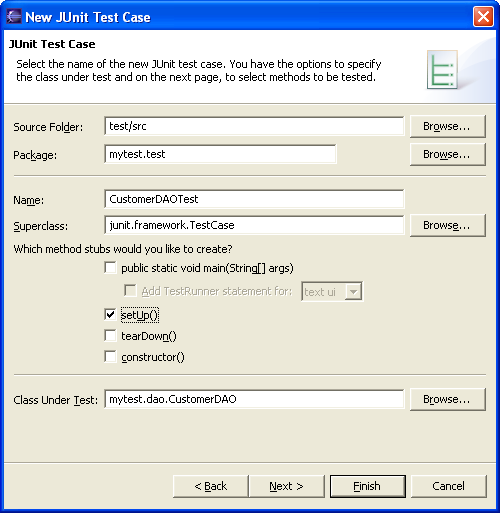 New JUnit Test Case
JUnit Test Case
Select the name of the new JUnit test case. You have the options to specify
the class under test and on the next page, to select methods to be tested.
Source Folder: test/src Browse...
Package: mytest.test Browse...
Name: CustomerDAOTest
Superclass: junit.framework.TestCase Browse...
Which method stubs would you like to create?
public static void main(String[] args)
Add TestRunner statement for: text ui
setUp()
tearDown()
constructor()
Class Under Test: mytest.dao.CustomerDAO Browse...
< Back Next > Finish Cancel